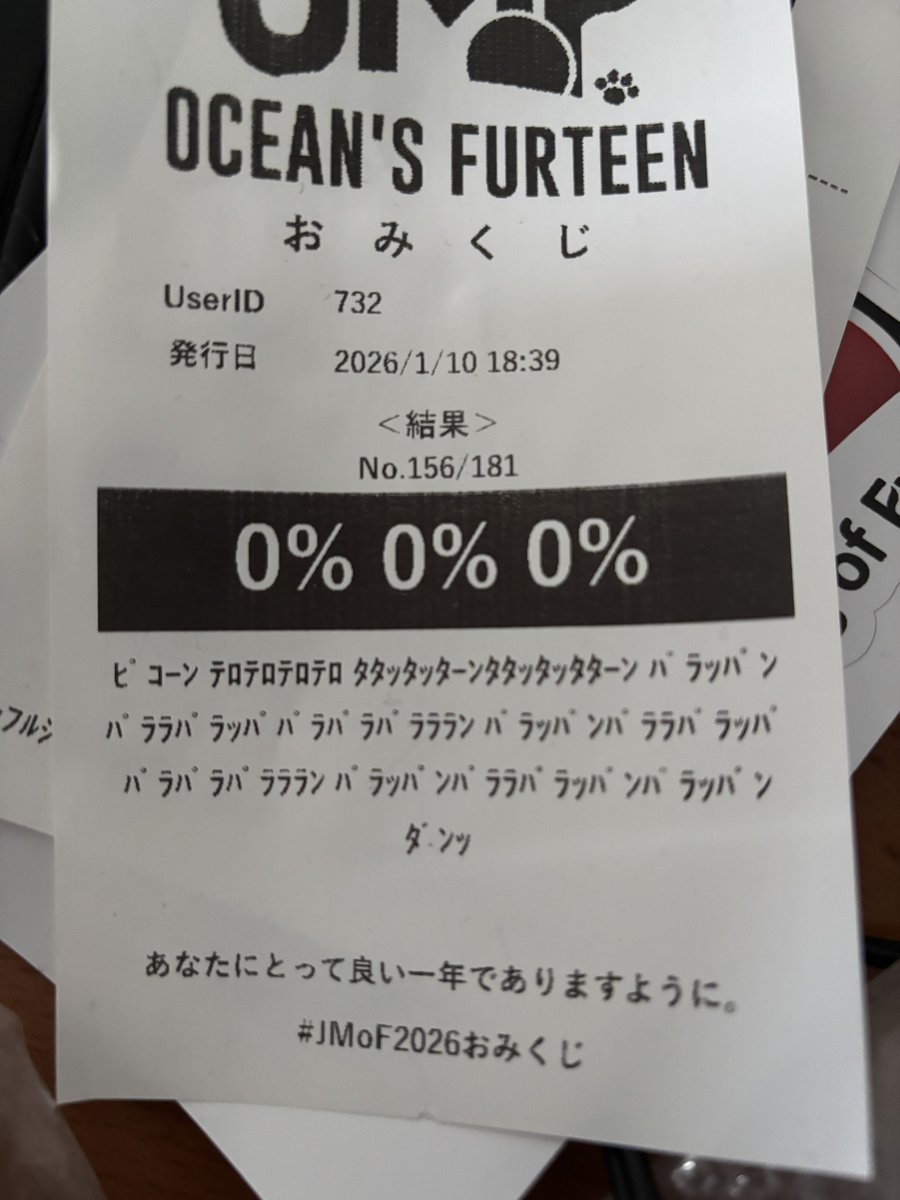 OCEAN'S FURTEEN
おみくじ
UserID 732
発行日 2026/1/10 18:39
＜結果＞
No.156/181
0% 0% 0%
ﾋﾟｺｰﾝ ﾃﾛﾃﾛﾃﾛﾃﾛ ﾀﾀｯﾀｯﾀｰﾝﾀﾀｯﾀｯﾀﾀｰﾝ ﾊﾟﾗｯﾊﾟﾝ
ﾊﾟﾗﾗﾊﾟﾗｯﾊﾟﾊﾟﾗﾊﾟﾗﾊﾟﾗﾗﾗﾝ ﾊﾟﾗｯﾊﾟﾝﾊﾟﾗﾗﾊﾟﾗｯﾊﾟ
ﾊﾟﾗﾊﾟﾗﾊﾟﾗﾗﾗﾝ ﾊﾟﾗｯﾊﾟﾝﾊﾟﾗﾗﾊﾟﾗｯﾊﾟﾝﾊﾟﾗｯﾊﾟﾝ
ﾀﾞﾝｯ
あなたにとって良い一年でありますように。
#JMoF2026おみくじ
of